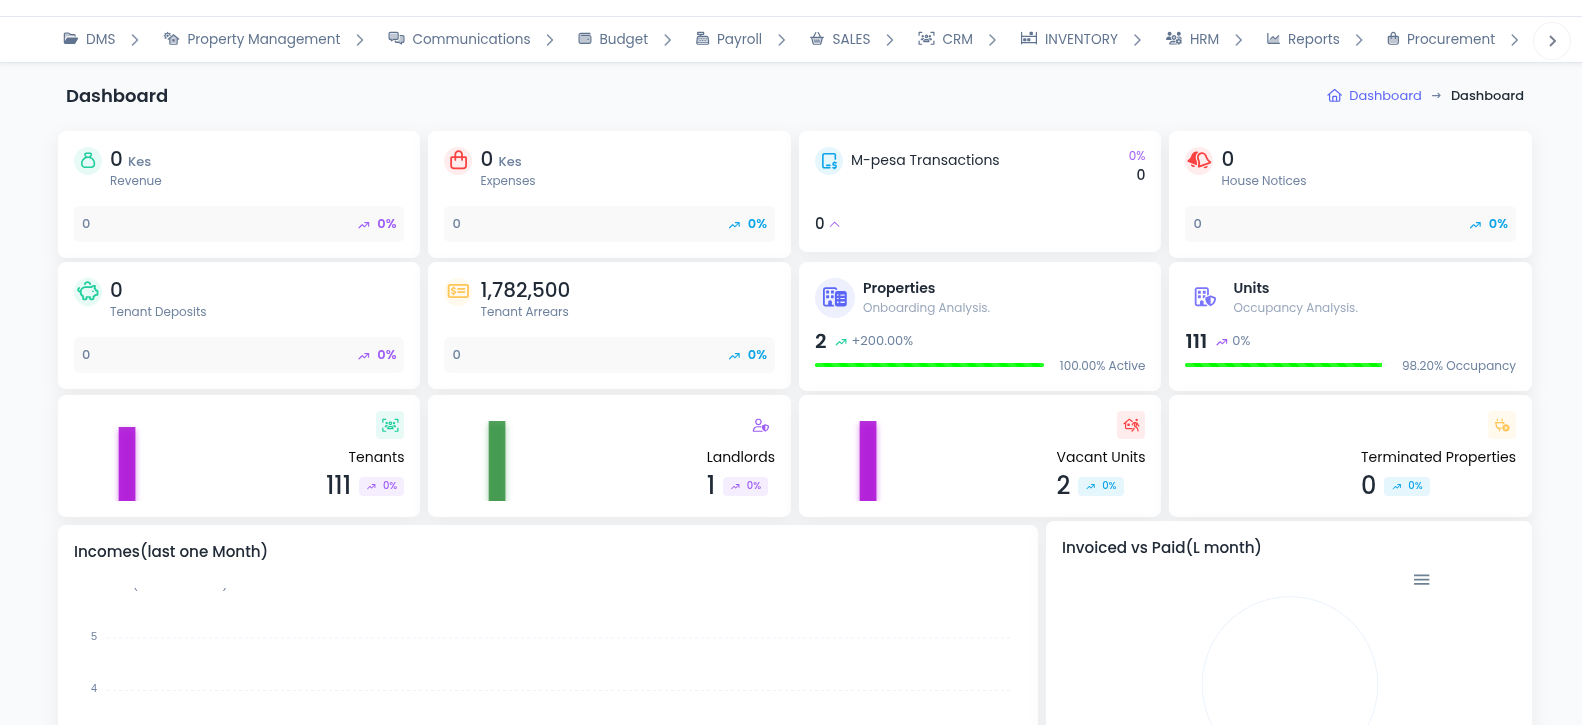 DMS Property Management Communications Budget Payroll SALES CRM INVENTORY HRM Reports Procurement
Dashboard
Dashboard → Dashboard
0 Kes
Revenue
0 0%
0 Kes
Expenses
0 0%
M-pesa Transactions
0%
0
0
0
House Notices
0 0%
0
Tenant Deposits
0 0%
1,782,500
Tenant Arrears
0 0%
Properties
Onboarding Analysis.
2 +200.00%
100.00% Active
Units
Occupancy Analysis.
111 0%
98.20% Occupancy
Tenants
111 0%
Landlords
1 0%
Vacant Units
2 0%
Terminated Properties
0 0%
Incomes(last one Month)
5
4
Invoiced vs Paid(L month)